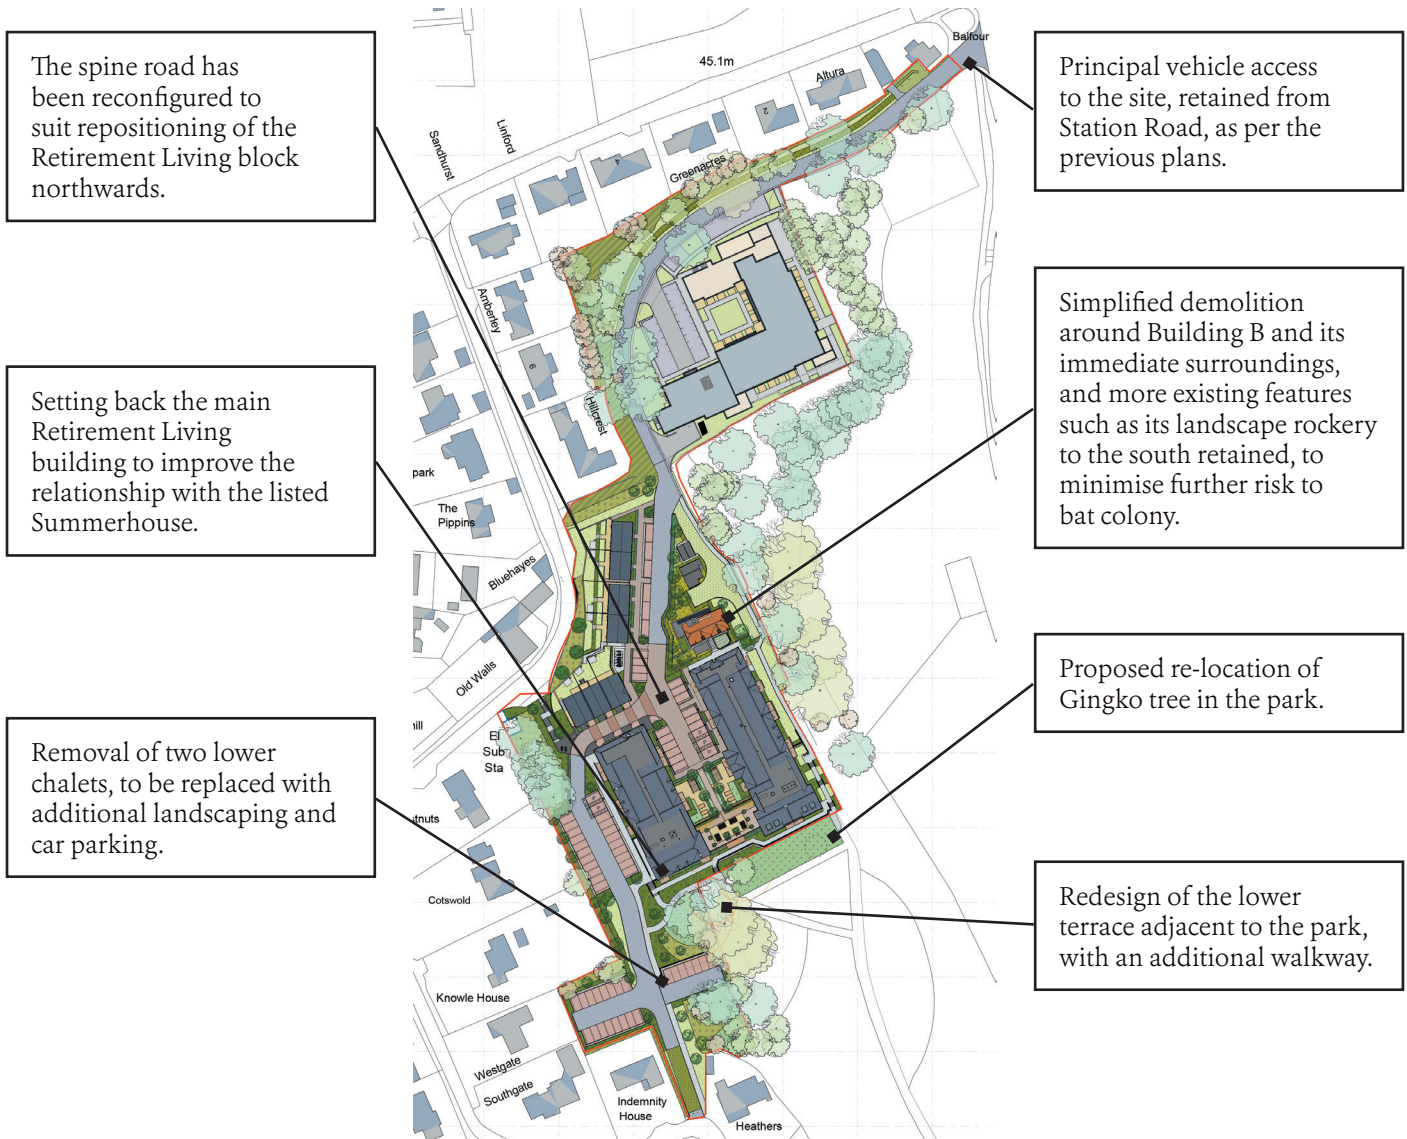 The spine road has
been reconfigured to
suit repositioning of the
Retirement Living block
northwards.
Setting back the main
Retirement Living
building to improve the
relationship with the listed
Summerhouse.
Removal of two lower
chalets, to be replaced with
additional landscaping and
car parking.
Balfour
45.1m
Altura
2
Linford
Sandhurst
4
Greenacres
Amberley
9
Hillcrest
park
The
Pippins
Bluehayes
Old Walls
ill
El
Sub
Sta
tnuts
Cotswold
Knowle House
Westgate
Southgate
Indemnity
House
Heathers
Principal vehicle access
to the site, retained from
Station Road, as per the
previous plans.
Simplified demolition
around Building B and its
immediate surroundings,
and more existing features
such as its landscape rockery
to the south retained, to
minimise further risk to
bat colony.
Proposed re-location of
Gingko tree in the park.
Redesign of the lower
terrace adjacent to the park,
with an additional walkway.